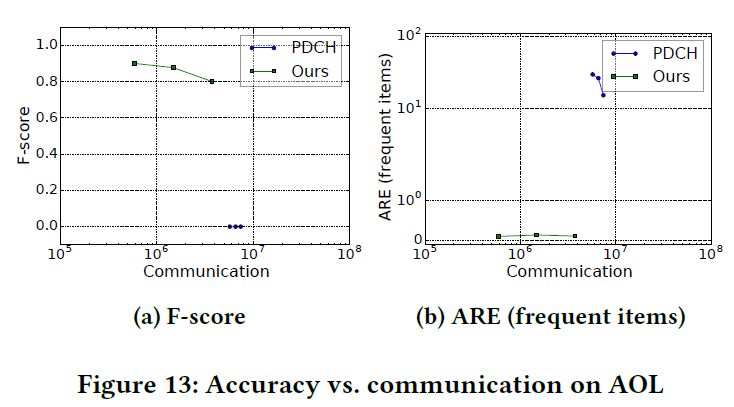 1.0
0.8
0.6
0.4
0.2
0.0
F-score
PDCH
Ours
10^5 10^6 10^7 10^8
Communication
(a) F-score
10^2
10^1
10^0
0
ARE (frequent items)
PDCH
Ours
10^5 10^6 10^7 10^8
Communication
(b) ARE (frequent items)
Figure 13: Accuracy vs. communication on AOL